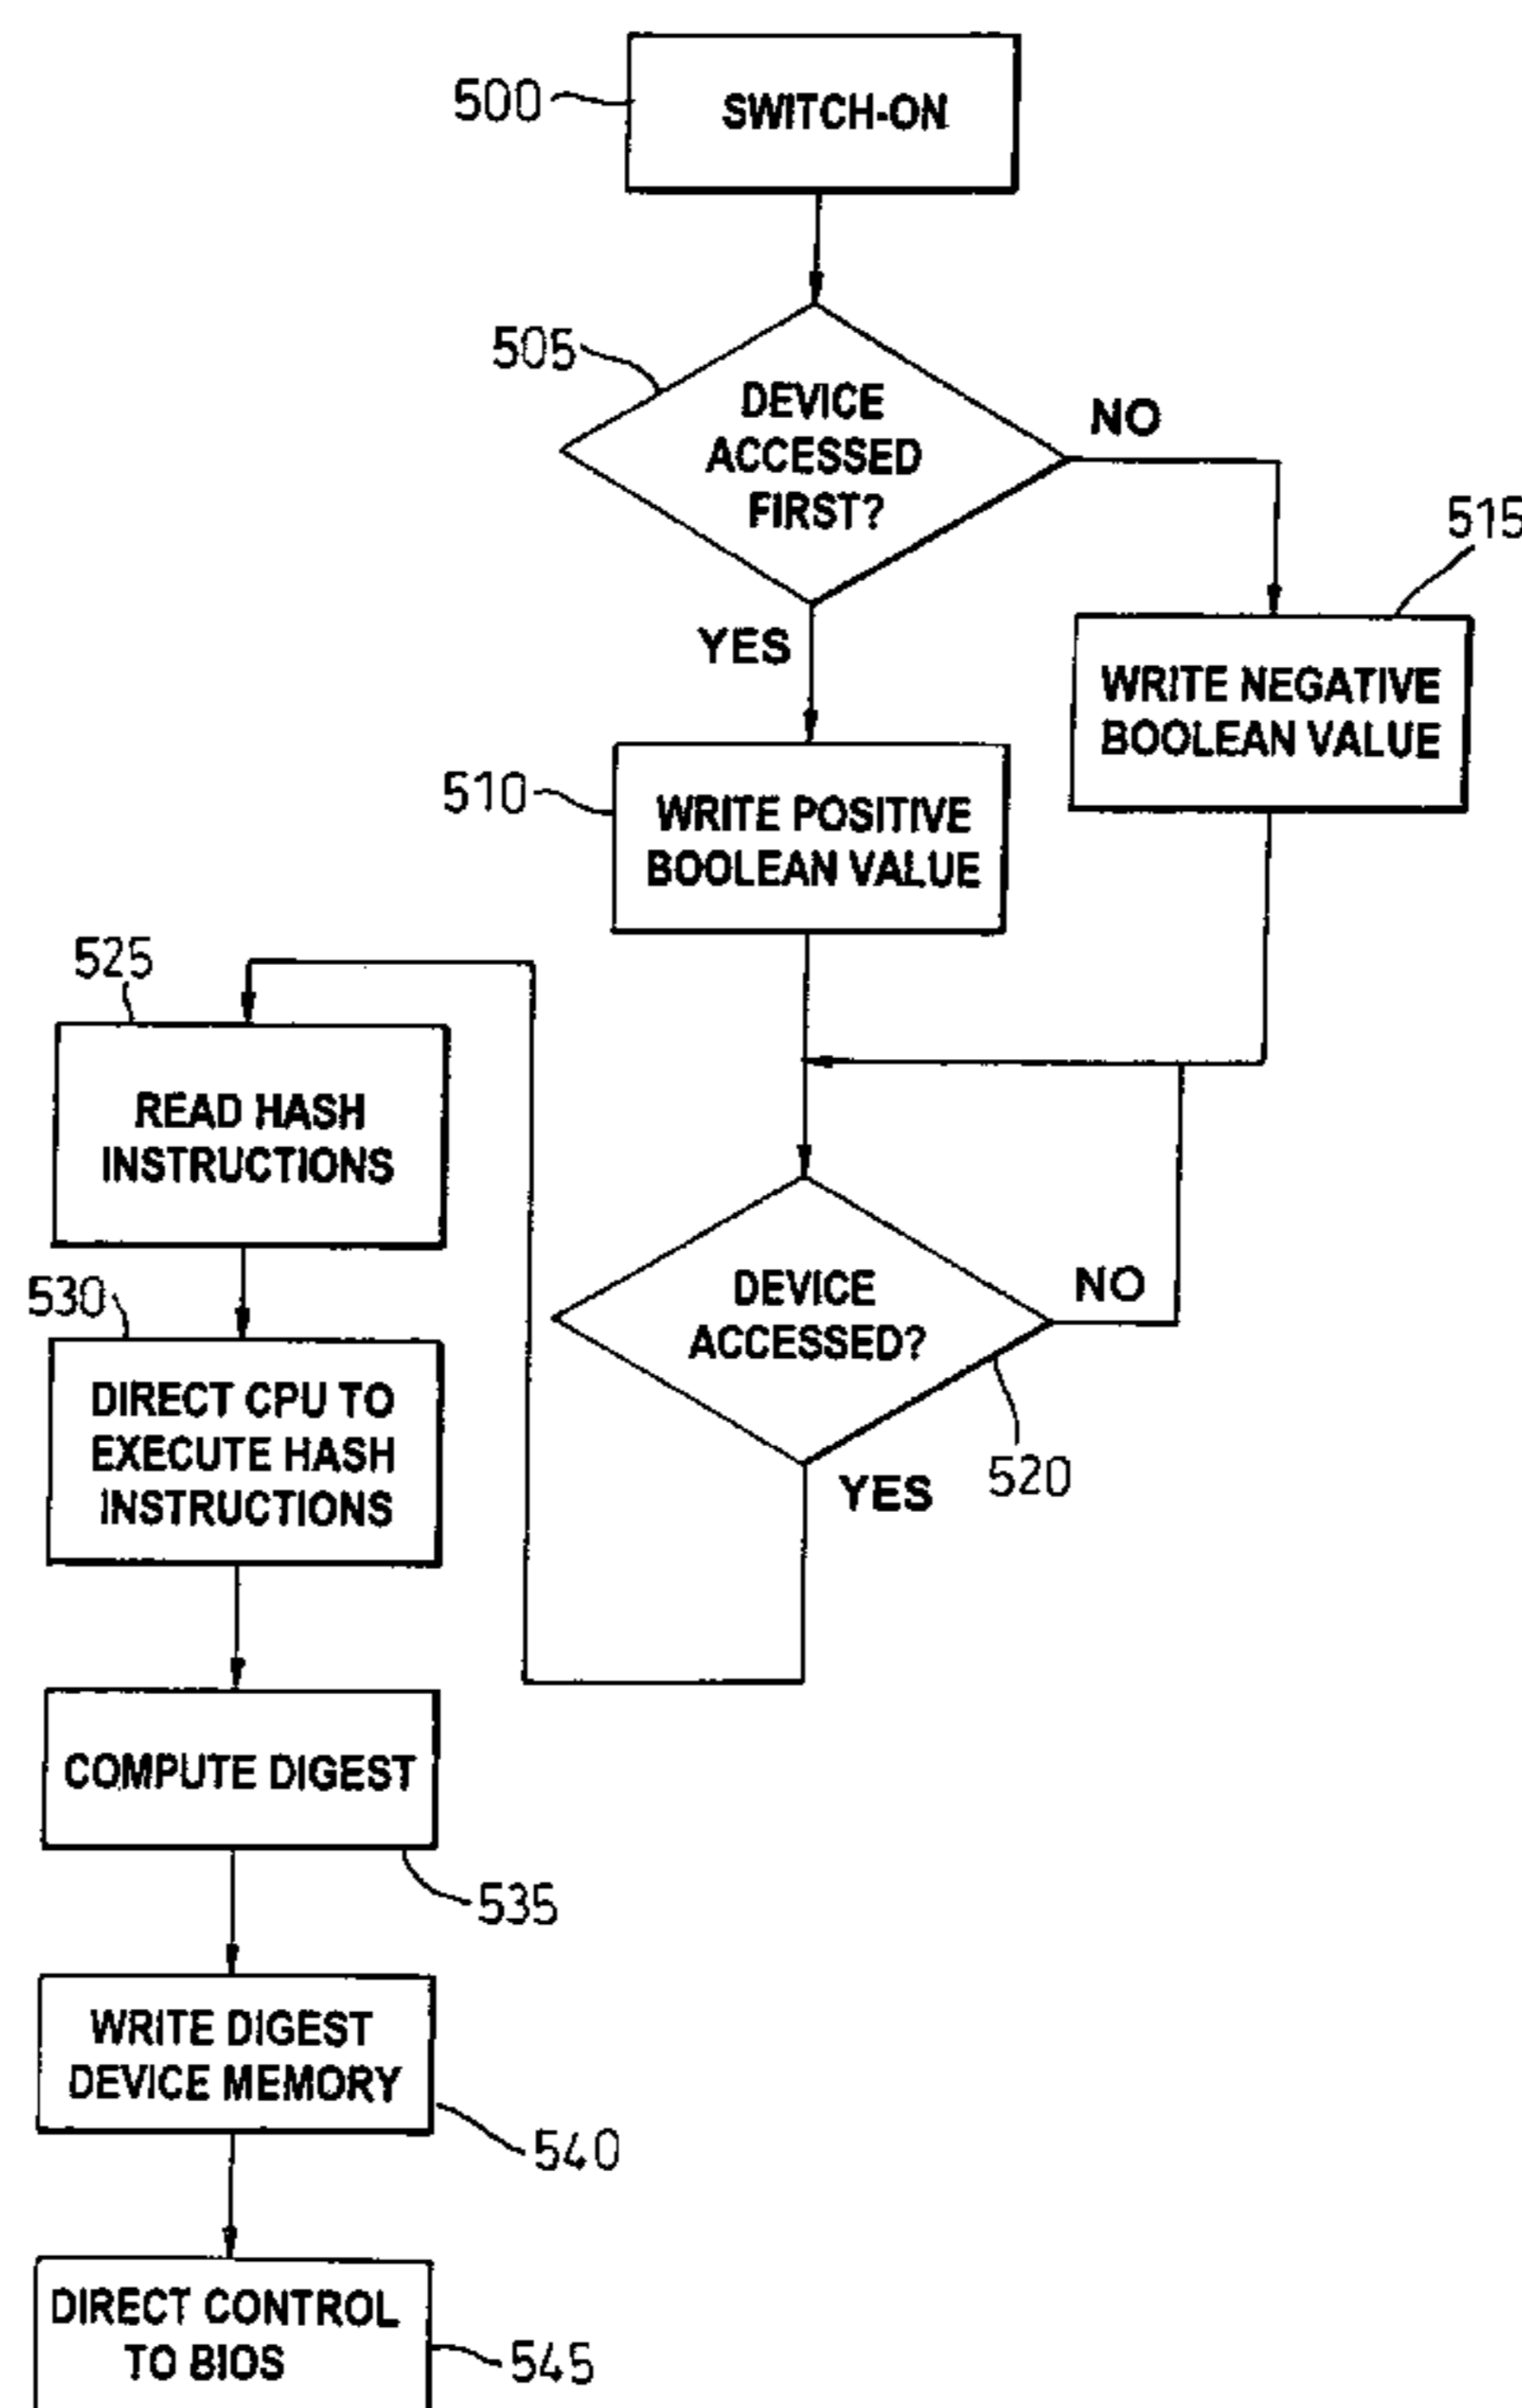 500
SWITCH-ON
505
DEVICE
ACCESSED
FIRST?
NO
YES
515
WRITE NEGATIVE
BOOLEAN VALUE
510
WRITE POSITIVE
BOOLEAN VALUE
525
READ HASH
INSTRUCTIONS
DEVICE
ACCESSED?
NO
YES
520
530
DIRECT CPU TO
EXECUTE HASH
INSTRUCTIONS
COMPUTE DIGEST
535
WRITE DIGEST
DEVICE MEMORY
540
DIRECT CONTROL
TO BIOS
545